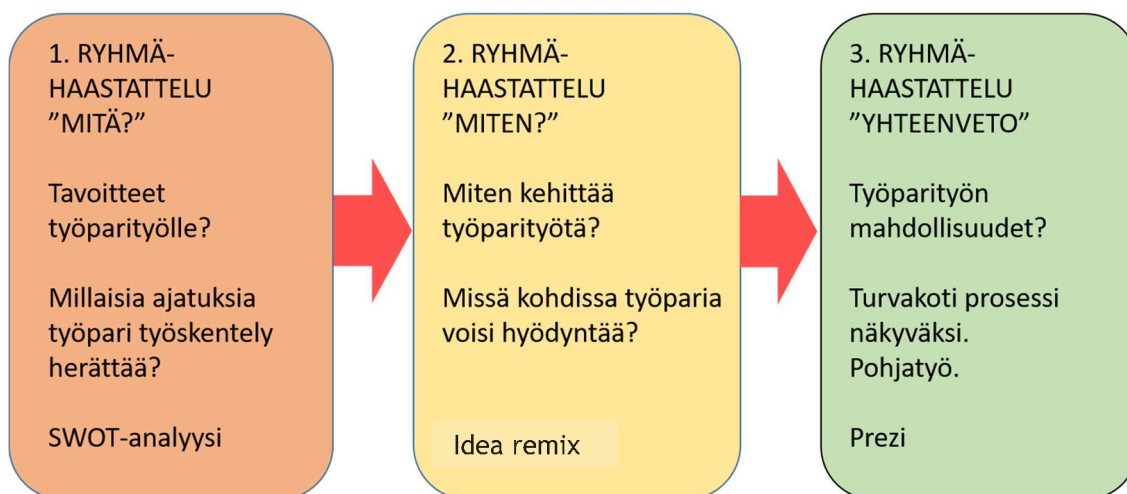 1. RYHMÄ-
HAASTATTELU
”MITÄ?”
Tavoitteet
työparityölle?
Millaisia ajatuksia
työpari työskentely
herättää?
SWOT-analyysi
2. RYHMÄ-
HAASTATTELU
”MITEN?”
Miten kehittää
työparityötä?
Missä kohdissa työparia
voisi hyödyntää?
Idea remix
3. RYHMÄ-
HAASTATTELU
”YHTEENVETO”
Työparityön
mahdollisuudet?
Turvakoti prosessi
näkyväksi.
Pohjatyö.
Prezi